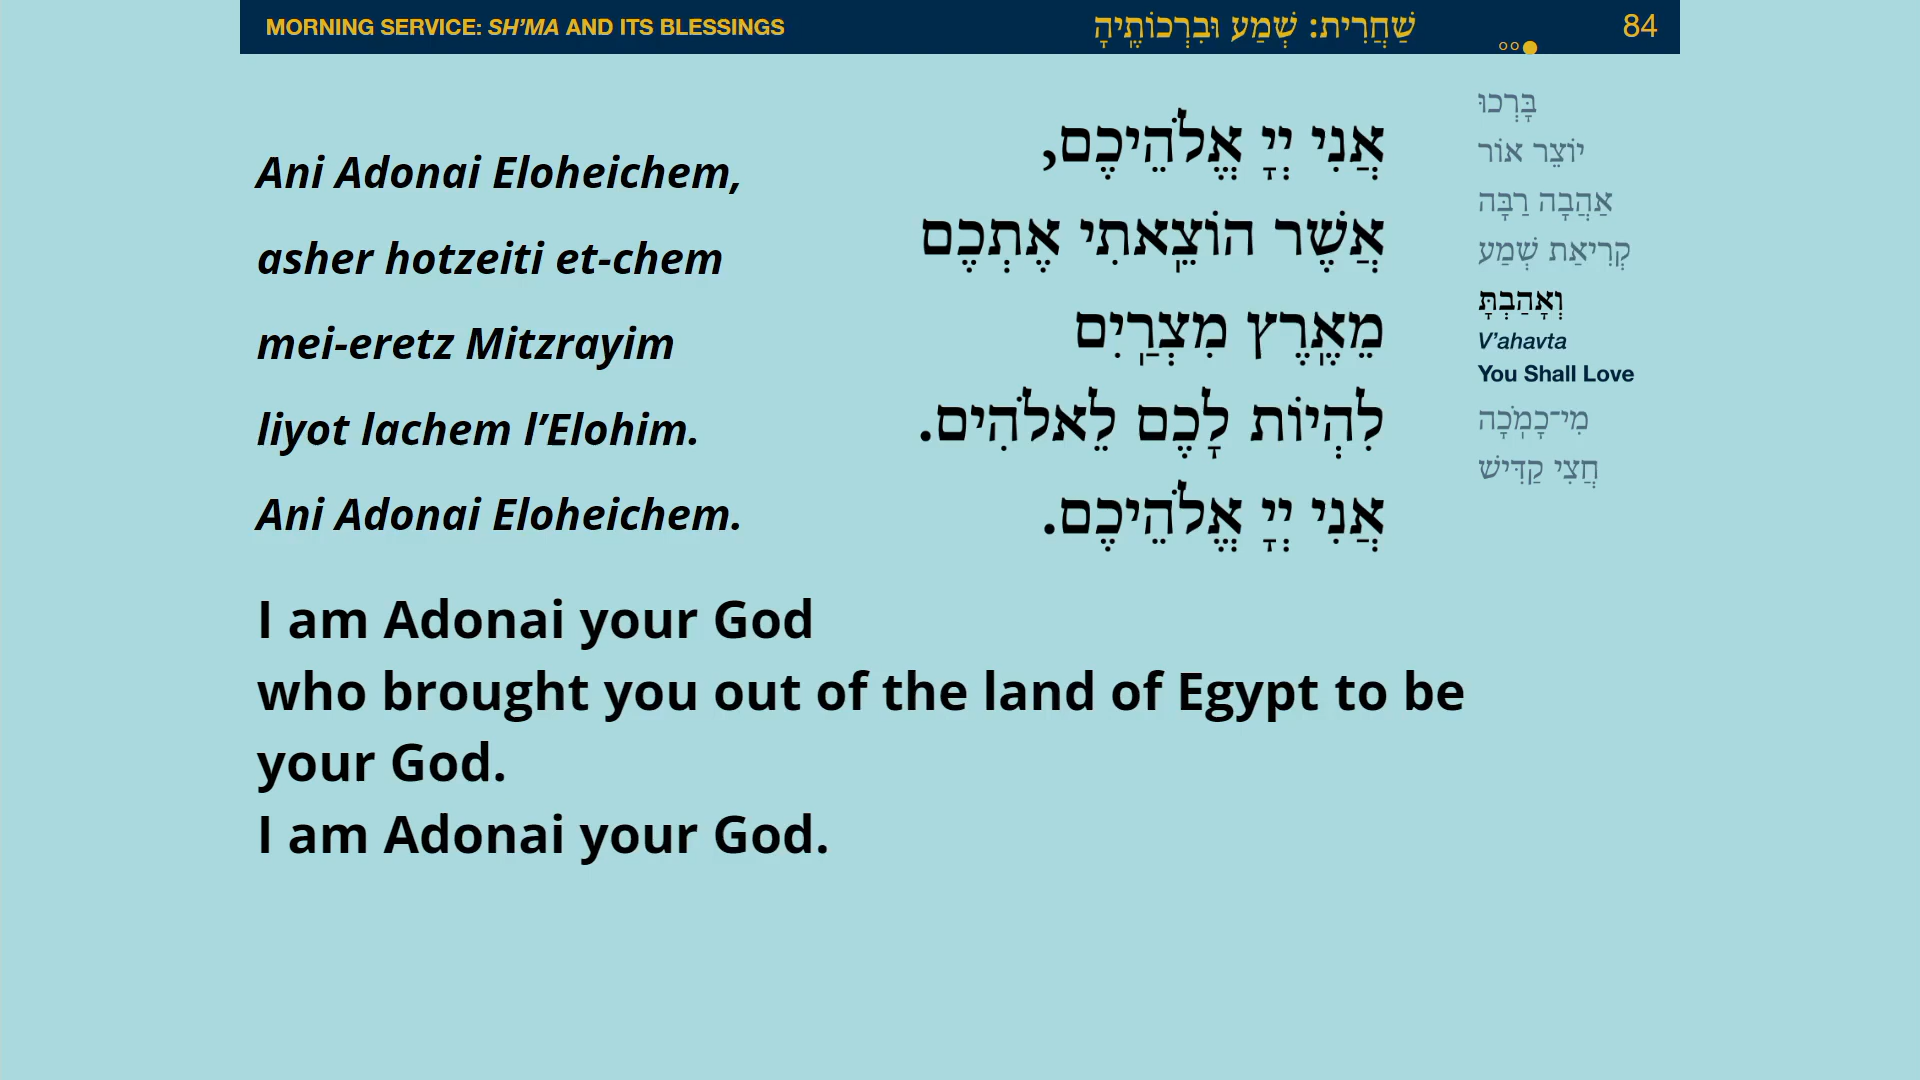 MORNING SERVICE: SH’MA AND ITS BLESSINGS
שַׁחֲרִית: שְׁמַע וּבִרְכוֹתֶֽיהָ
84
Ani Adonai Eloheichem,
asher hotzeiti et-chem
mei-eretz Mitzrayim
liyot lachem l’Elohim.
Ani Adonai Eloheichem.
אֲנִי יְיָ אֱלֹהֵיכֶם,
אֲשֶׁר הוֹצֵֽאתִי אֶתְכֶם
מֵאֶֽרֶץ מִצְרַֽיִם
לִהְיוֹת לָכֶם לֵאלֹהִים.
אֲנִי יְיָ אֱלֹהֵיכֶם.
I am Adonai your God
who brought you out of the land of Egypt to be
your God.
I am Adonai your God.
בָּרְכוּ
יוֹצֵר אוֹר
אַהֲבָה רַבָּה
קְרִיאַת שְׁמַע
וְאָהַבְתָּ
V’ahavta
You Shall Love
מִי־כָמֹֽכָה
חֲצִי קַדִּישׁ